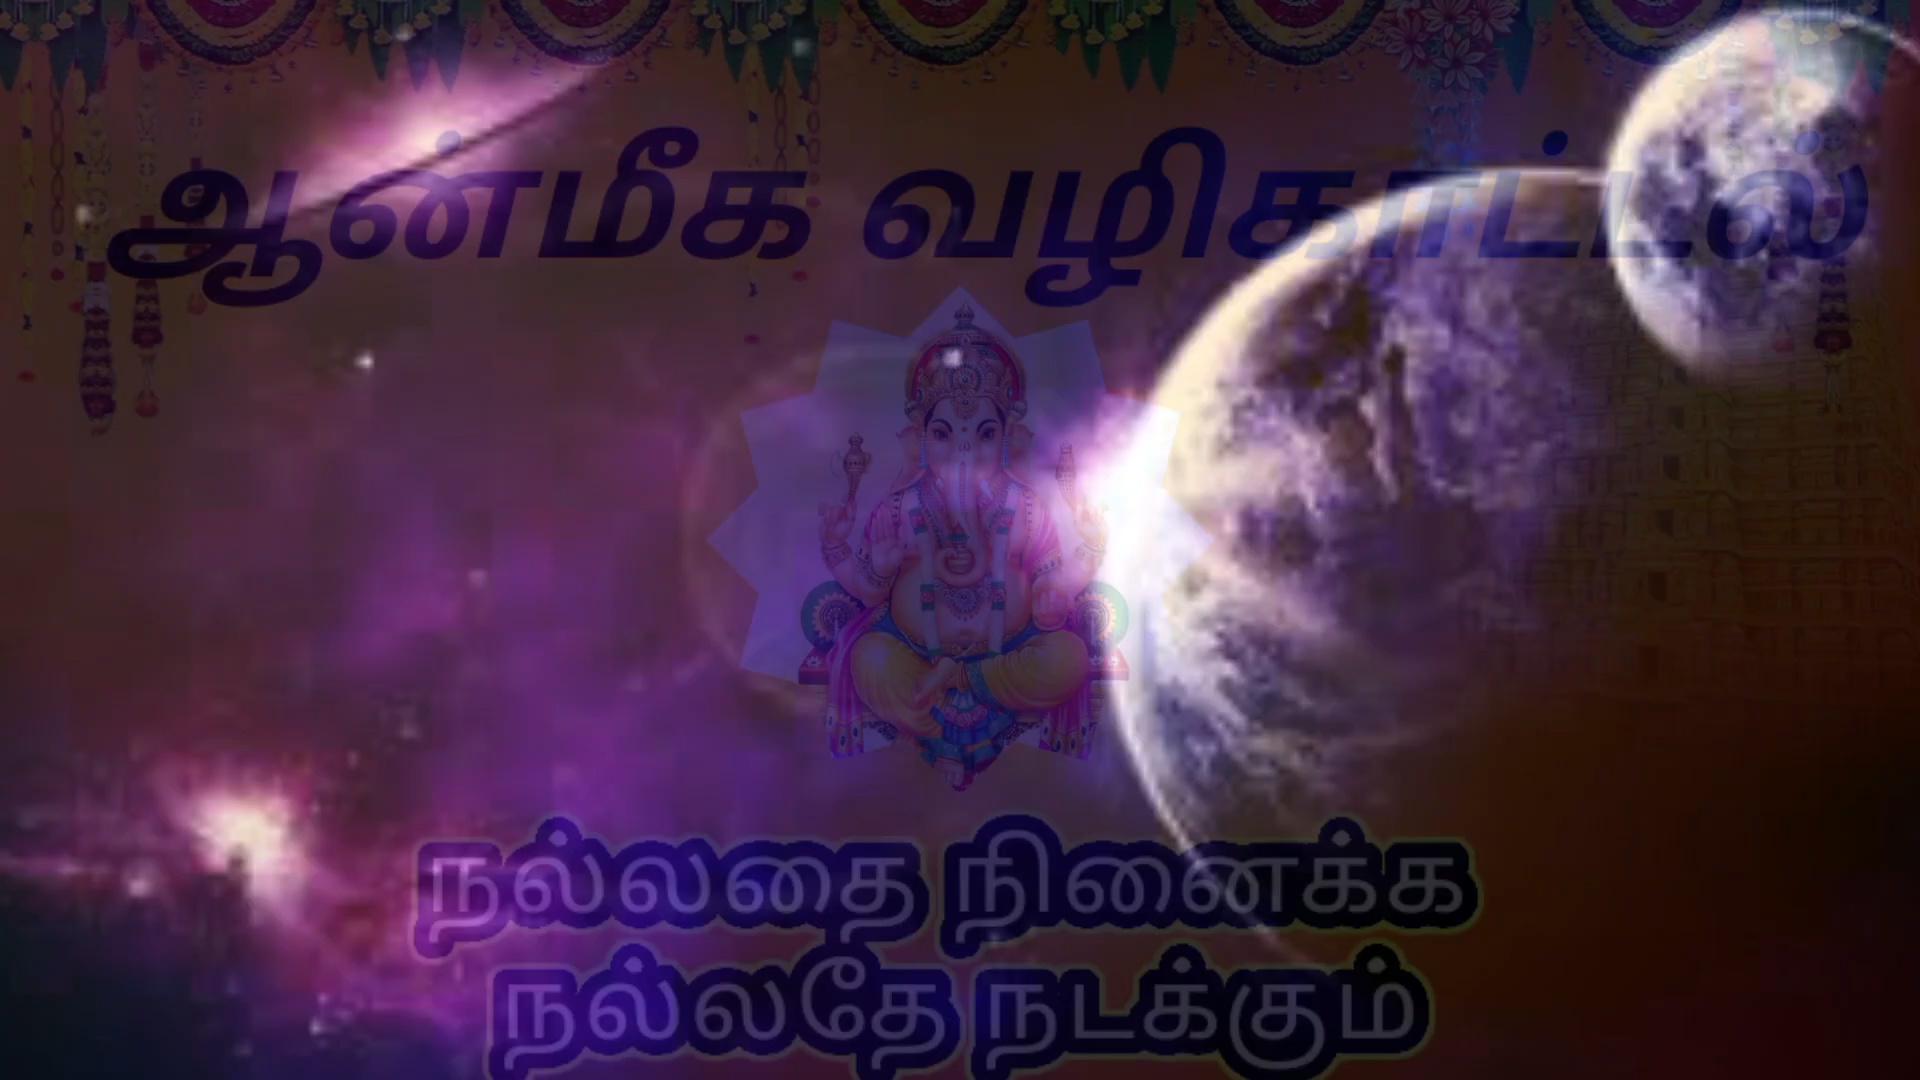 ஆன்மீக வழிகாட்டல்
நல்லதை நினைக்க
நல்லதே நடக்கும்